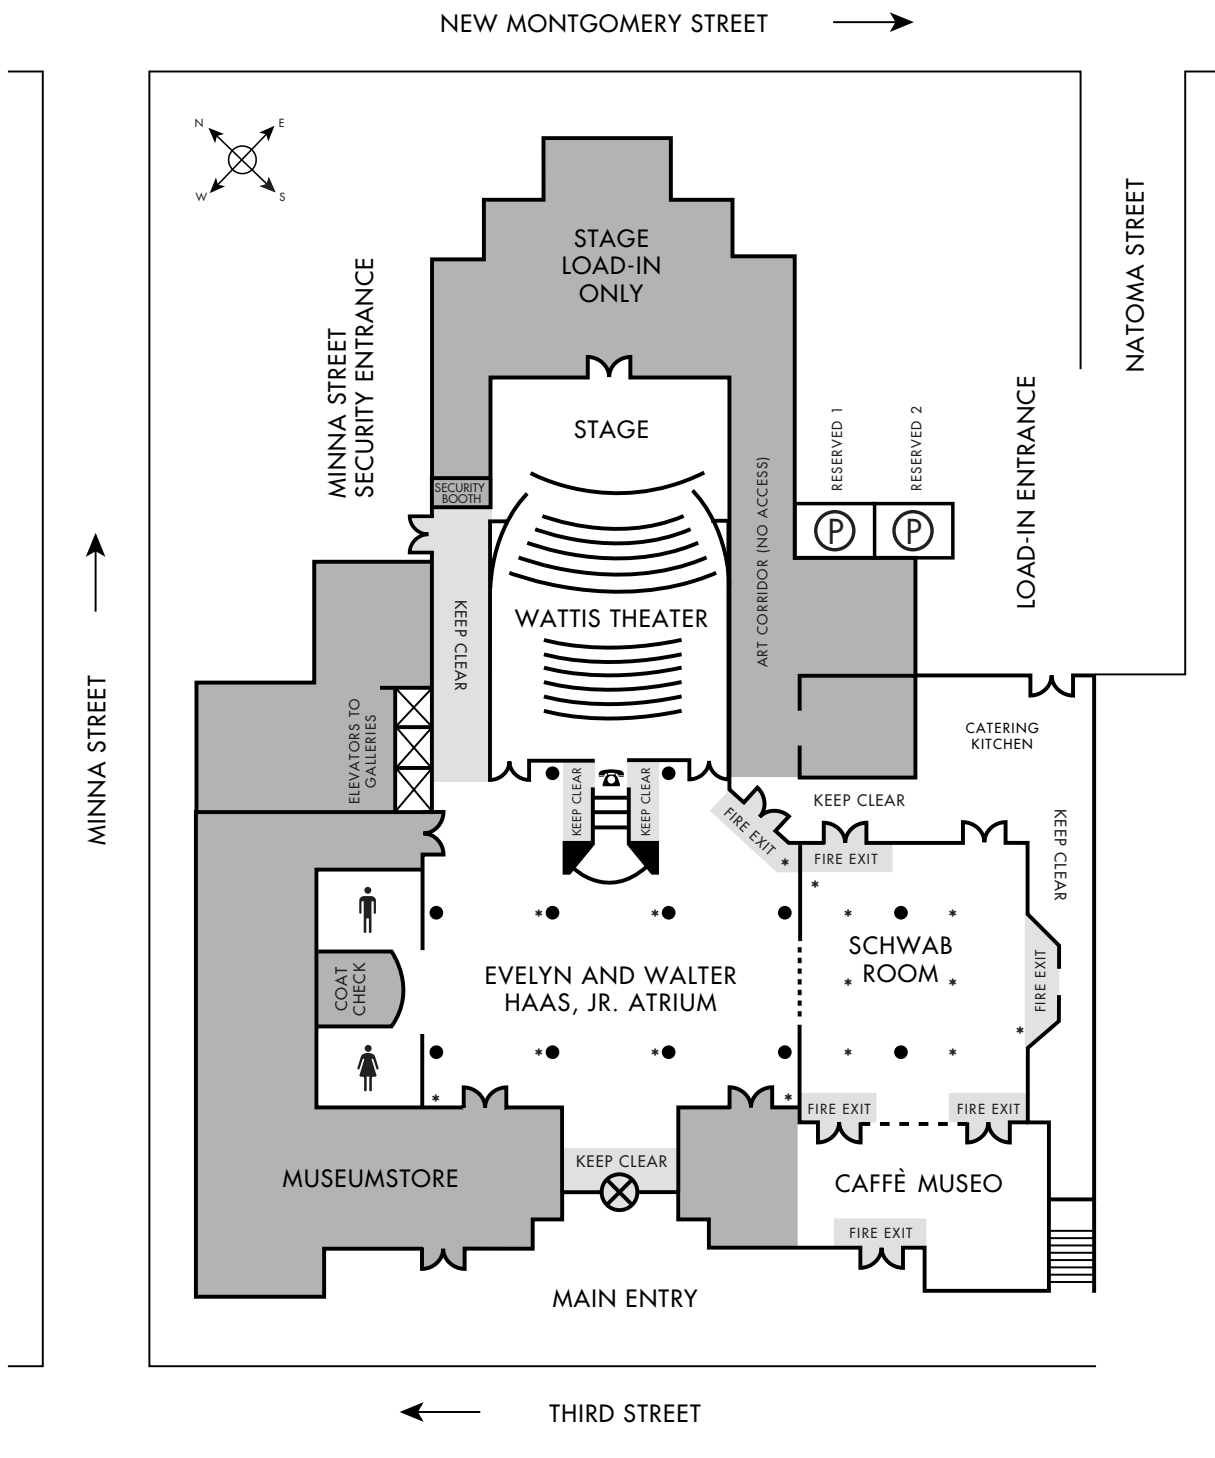 NEW MONTGOMERY STREET
N
E
W
S
NATOMA STREET
STAGE
LOAD-IN
ONLY
MINNA STREET
SECURITY ENTRANCE
LOAD-IN ENTRANCE
RESERVED 1
RESERVED 2
STAGE
SECURITY
BOOTH
ART CORRIDOR (NO ACCESS)
P
P
KEEP CLEAR
WATTIS THEATER
MINNA STREET
ELEVATORS TO
GALLERIES
CATERING
KITCHEN
KEEP CLEAR
KEEP CLEAR
KEEP CLEAR
FIRE EXIT
FIRE EXIT
KEEP CLEAR
* 
*
* * * *
COAT
CHECK
EVELYN AND WALTER
HAAS, JR. ATRIUM
SCHWAB
ROOM
* *
FIRE EXIT
*
* * * *
* *
FIRE EXIT
FIRE EXIT
KEEP CLEAR
MUSEUMSTORE
CAFFÈ MUSEO
FIRE EXIT
MAIN ENTRY
THIRD STREET